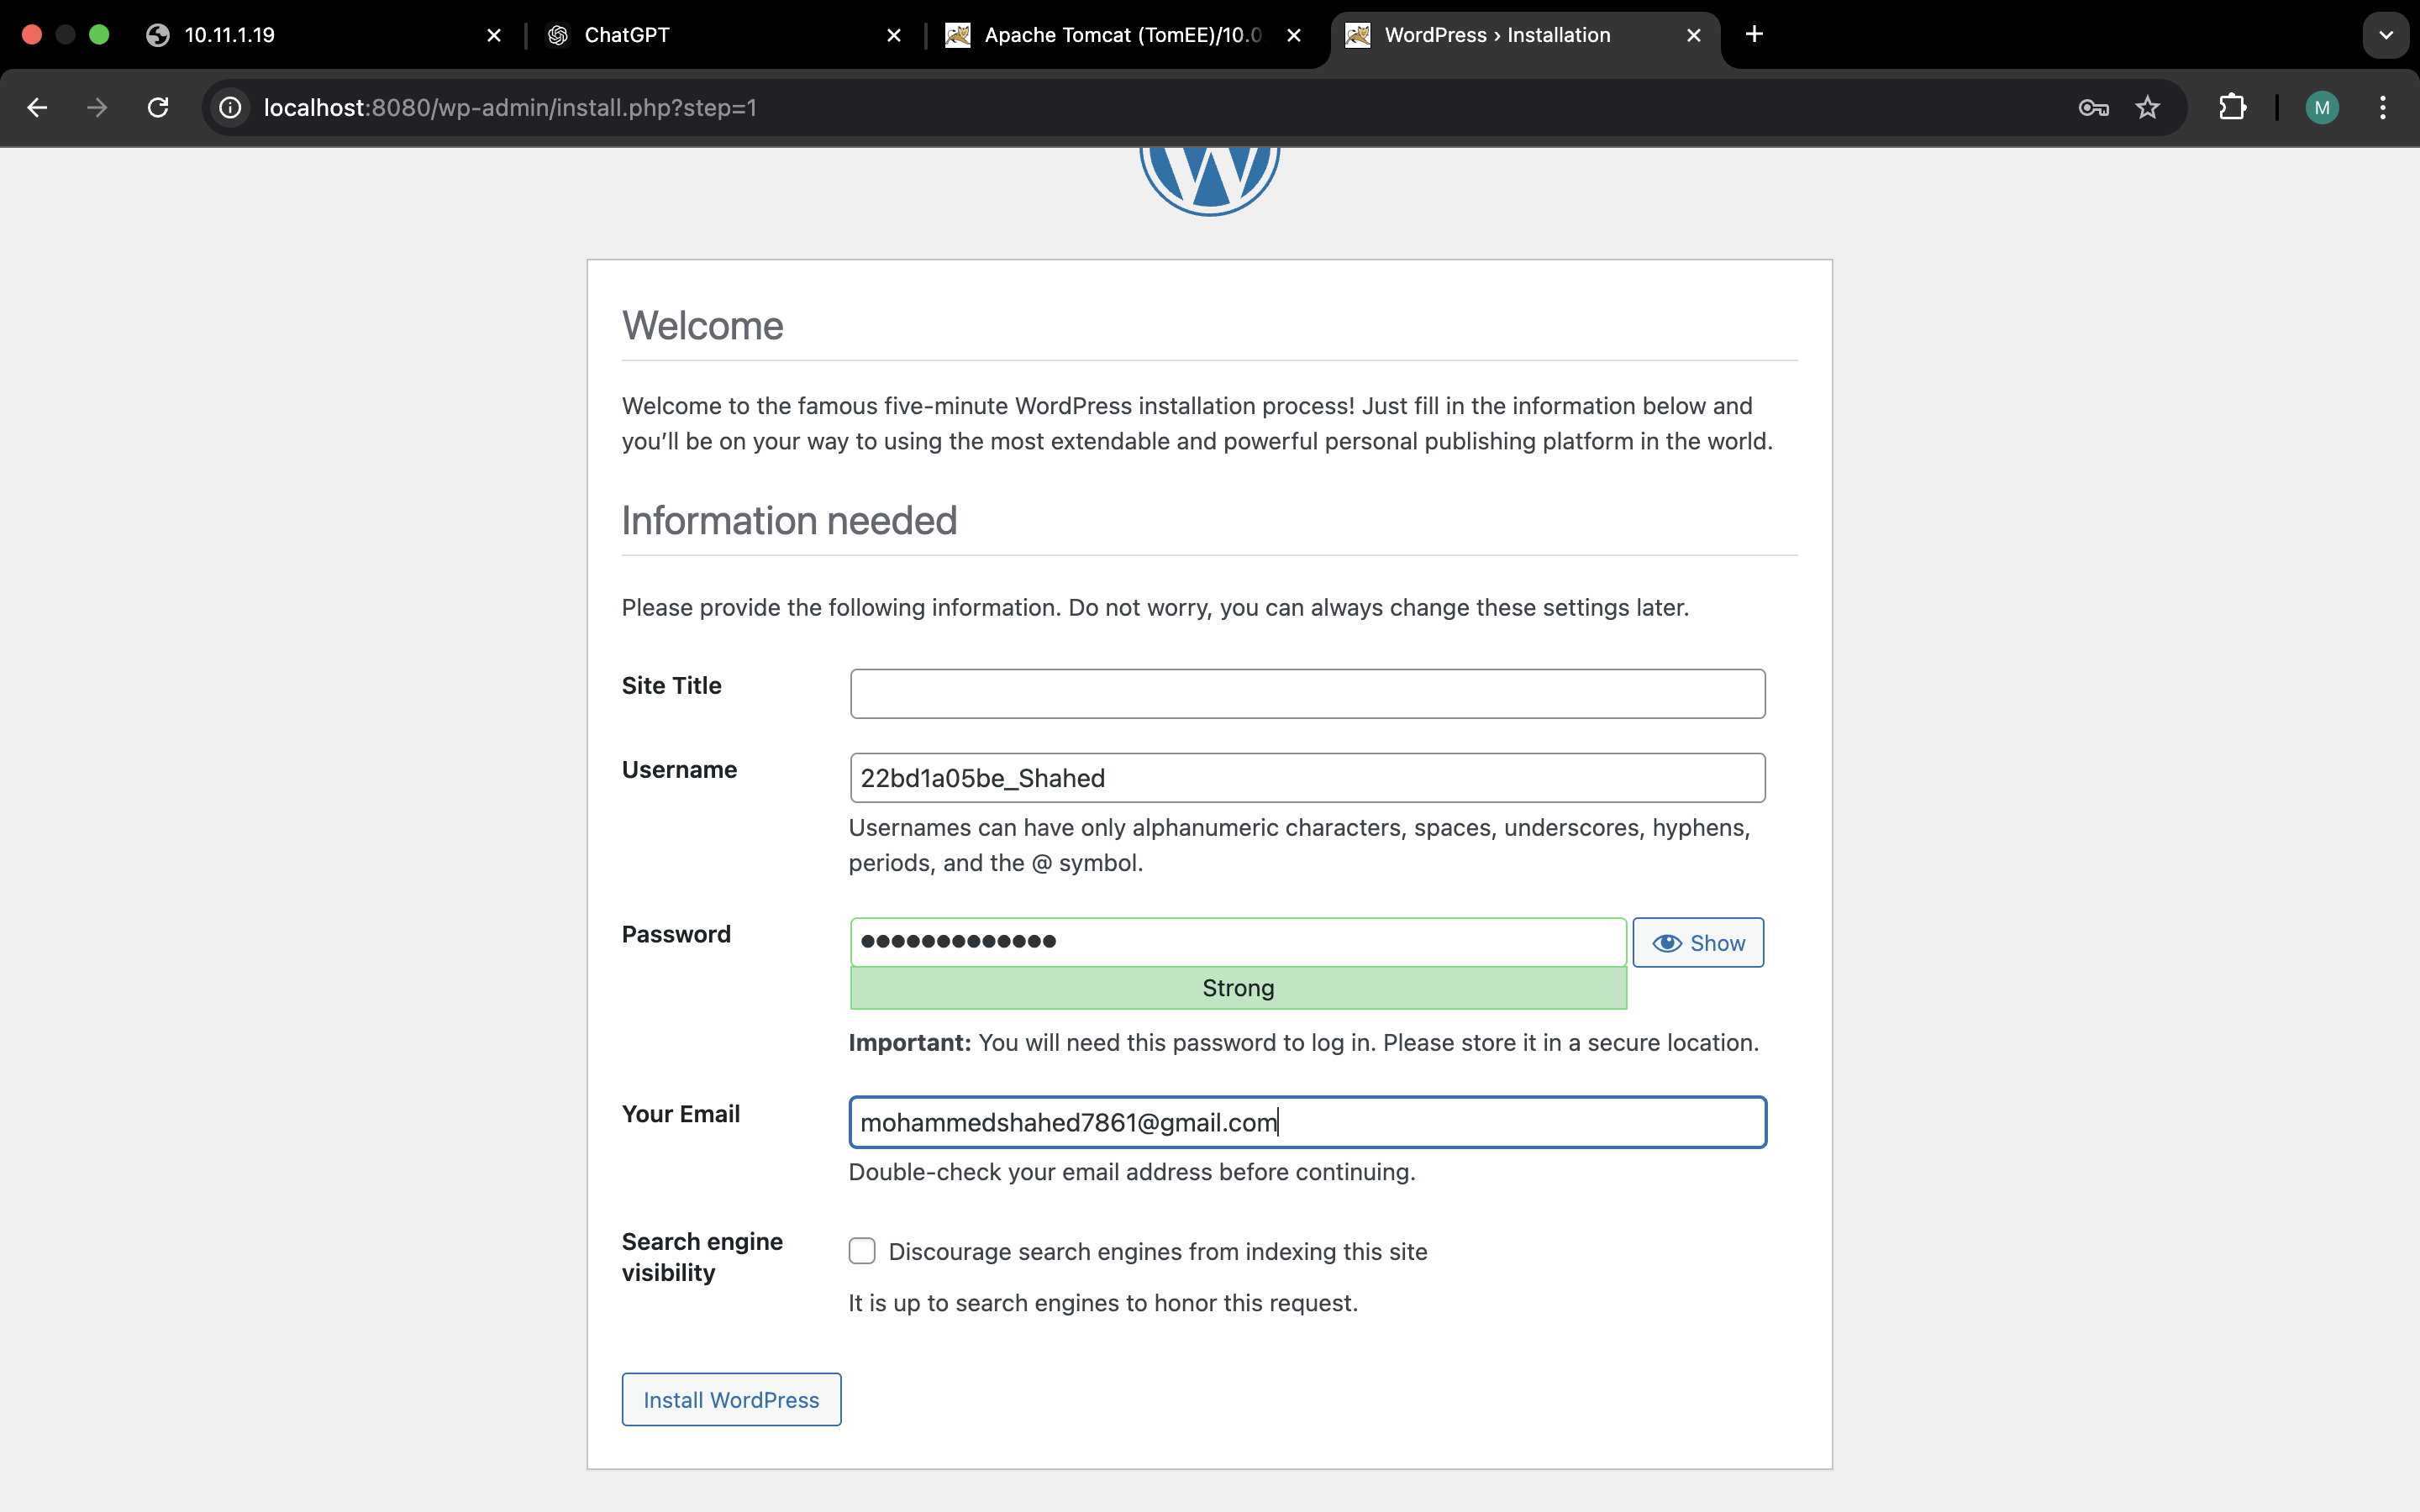 10.11.1.19
ChatGPT
Apache Tomcat (TomEE)/10.0
WordPress › Installation
localhost:8080/wp-admin/install.php?step=1
M
Welcome
Welcome to the famous five-minute WordPress installation process! Just fill in the information below and
you’ll be on your way to using the most extendable and powerful personal publishing platform in the world.
Information needed
Please provide the following information. Do not worry, you can always change these settings later.
Site Title
Username
22bd1a05be_Shahed
Usernames can have only alphanumeric characters, spaces, underscores, hyphens,
periods, and the @ symbol.
Password
●●●●●●●●●●●●●
Show
Strong
Important: You will need this password to log in. Please store it in a secure location.
Your Email
mohammedshahed7861@gmail.com
Double-check your email address before continuing.
Search engine
visibility
Discourage search engines from indexing this site
It is up to search engines to honor this request.
Install WordPress